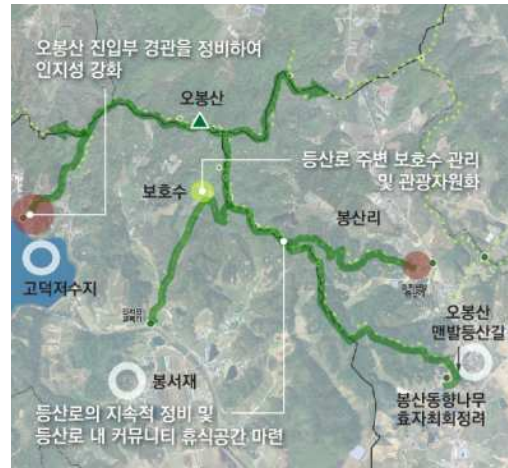 오봉산 진입부 경관을 정비하여
인지성 강화
오봉산
등산로 주변 보호수 관리
및 관광자원화
보호수
봉산리
고덕저수지
오봉산
맨발등산길
봉서재
봉산동향나무
효자최회정려
등산로의 지속적 정비 및
등산로 내 커뮤니티 휴식공간 마련